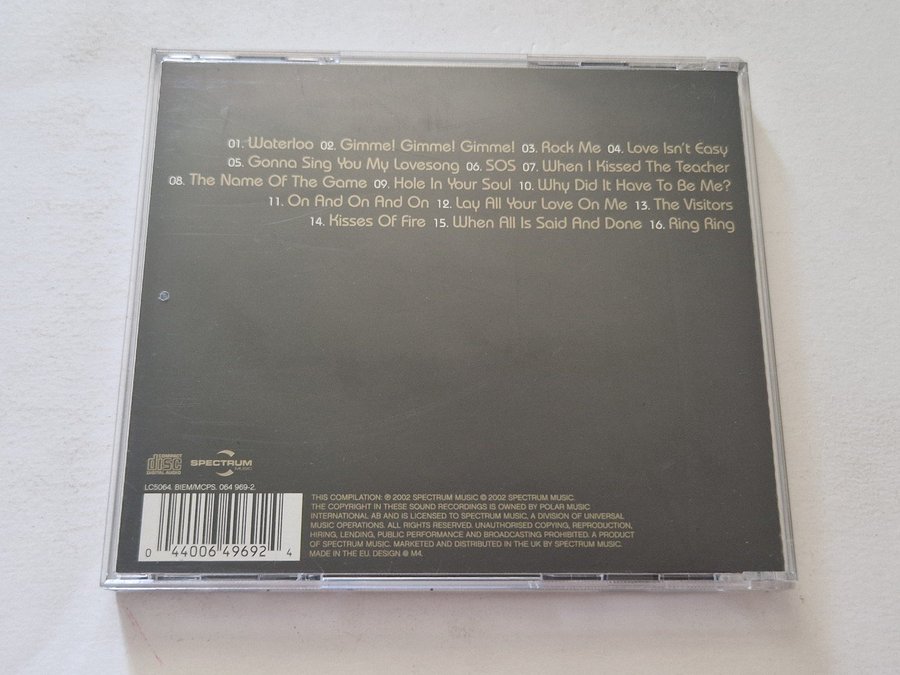 01. Waterloo 02. Gimme! Gimme! Gimme! 03. Rock Me 04. Love Isn't Easy
05. Gonna Sing You My Lovesong 06. SOS 07. When I Kissed The Teacher
08. The Name Of The Game 09. Hole In Your Soul 10. Why Did It Have To Be Me?
11. On And On And On 12. Lay All Your Love On Me 13. The Visitors
14. Kisses Of Fire 15. When All Is Said And Done 16. Ring Ring
COMPACT
disc
DIGITAL AUDIO
SPECTRUM
MUSIC
LC5064. BIEM/MCPS. 064 969-2.
0 44006 49692 4
THIS COMPILATION: ℗ 2002 SPECTRUM MUSIC © 2002 SPECTRUM MUSIC.
THE COPYRIGHT IN THESE SOUND RECORDINGS IS OWNED BY POLAR MUSIC
INTERNATIONAL AB AND IS LICENSED TO SPECTRUM MUSIC, A DIVISION OF UNIVERSAL
MUSIC OPERATIONS. ALL RIGHTS RESERVED. UNAUTHORISED COPYING, REPRODUCTION,
HIRING, LENDING, PUBLIC PERFORMANCE AND BROADCASTING PROHIBITED. A PRODUCT
OF SPECTRUM MUSIC. MARKETED AND DISTRIBUTED IN THE UK BY SPECTRUM MUSIC.
MADE IN THE EU. DESIGN @ M4.